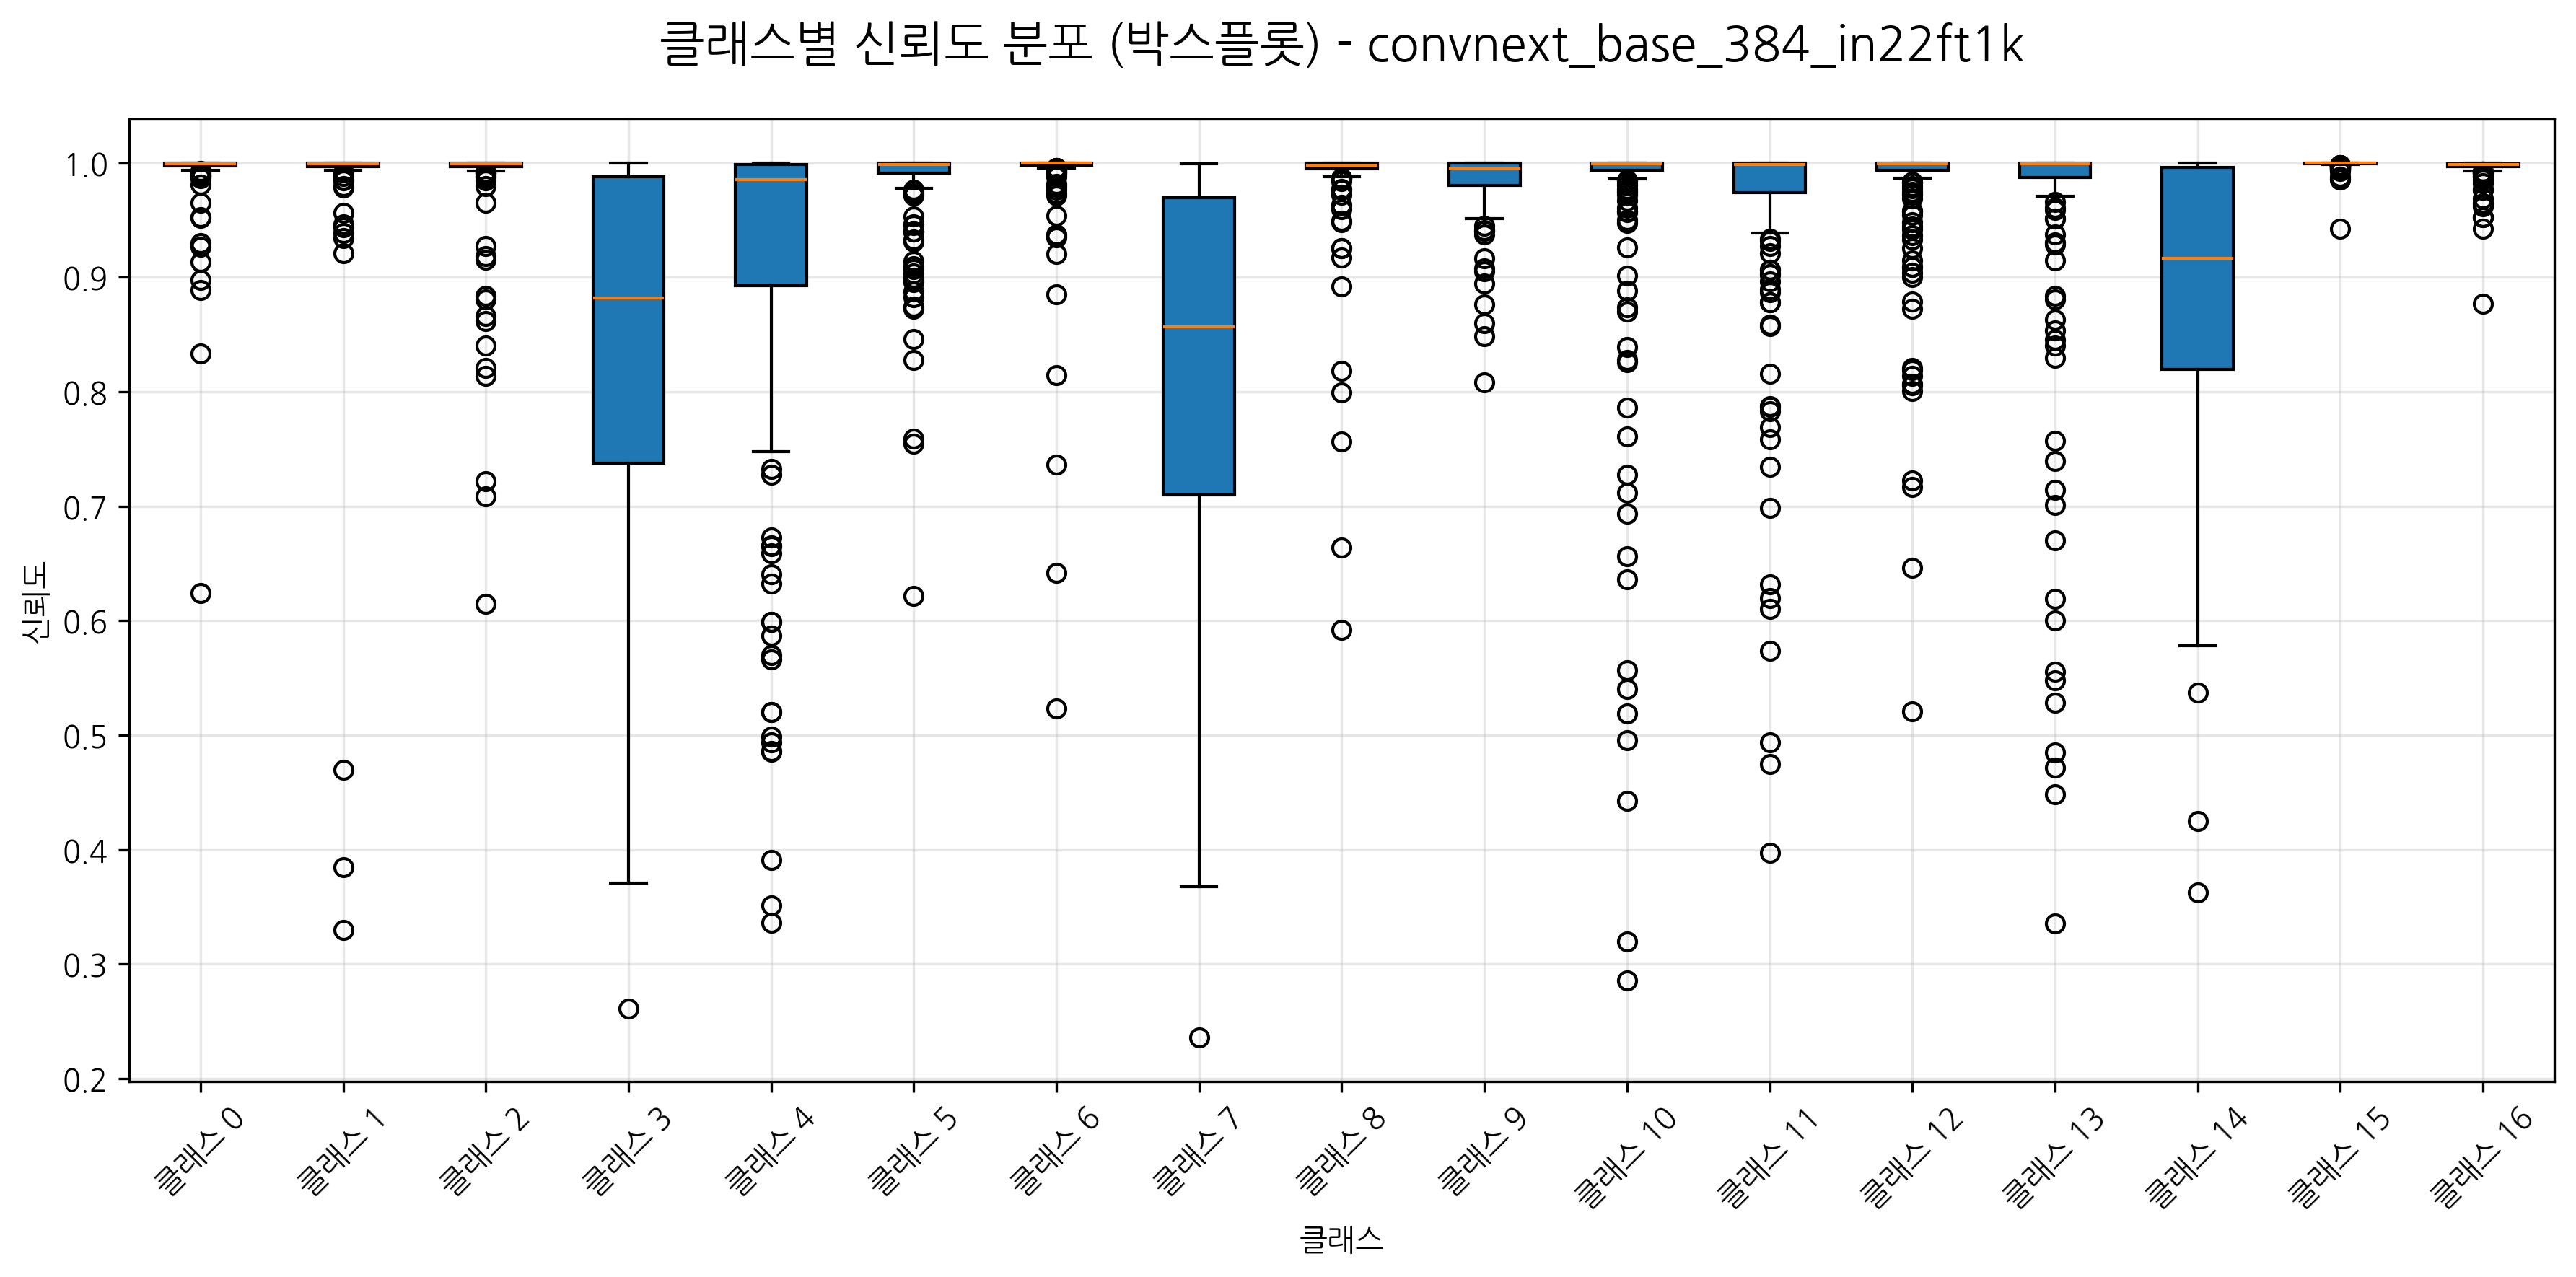 클래스별 신뢰도 분포 (박스플롯) - convnext_base_384_in22ft1k
신뢰도
1.0
0.9
0.8
0.7
0.6
0.5
0.4
0.3
0.2
클래스 0
클래스 1
클래스 2
클래스 3
클래스 4
클래스 5
클래스 6
클래스 7
클래스 8
클래스 9
클래스 10
클래스 11
클래스 12
클래스 13
클래스 14
클래스 15
클래스 16
클래스